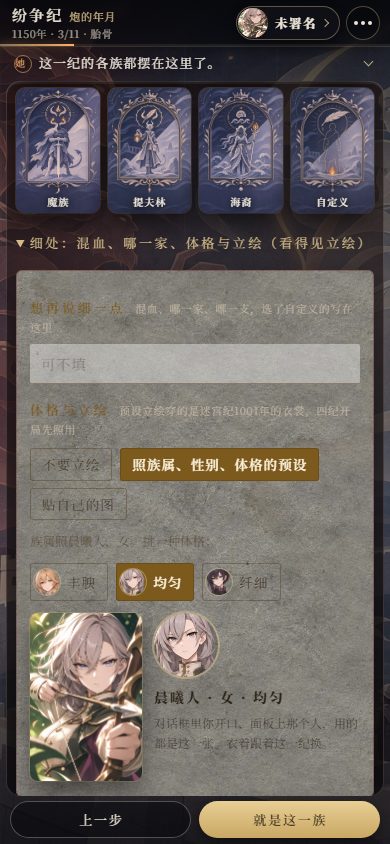 纷争纪 炮的年月
1150年 · 3/11 · 胎骨
未署名
她 这一纪的各族都摆在这里了。
魔族
提夫林
海裔
自定义
▼细处：混血、哪一家、体格与立绘（看得见立绘）
想再说细一点 混血、哪一家、哪一支，选了自定义的写在
这里
可不填
体格与立绘 预设立绘穿的是迷宫纪1001年的衣裳，四纪开
局先照用
不要立绘
照族属、性别、体格的预设
贴自己的图
族属照晨曦人、女，挑一种体格：
丰腴
均匀
纤细
晨曦人 · 女 · 均匀
对话框里你开口、面板上那个人，用的
都是这一张，衣着跟着这一纪换。
上一步
就是这一族